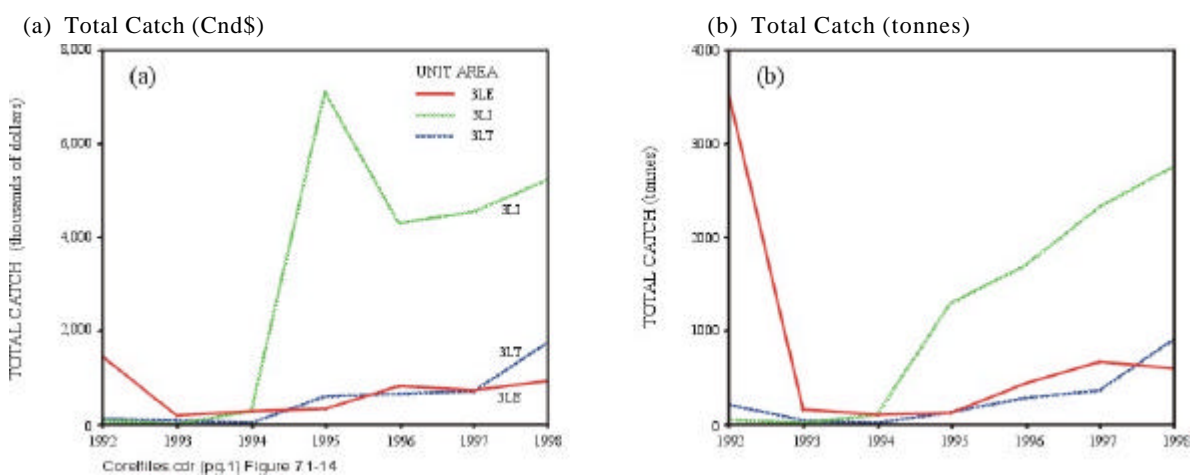 (a) Total Catch (Cnd$)
(b) Total Catch (tonnes)
(a)
UNIT AREA
3LE
3LI
3LT
TOTAL CATCH (thousands of dollars)
8,000
6,000
4,000
2,000
0
3LI
3LT
3LE
1992 1993 1994 1995 1996 1997 1998
Corelfiles.cdr (pg.1) Figure 7.1-14
(b)
TOTAL CATCH (tonnes)
4000
3000
2000
1000
0
1992 1993 1994 1995 1996 1997 1998